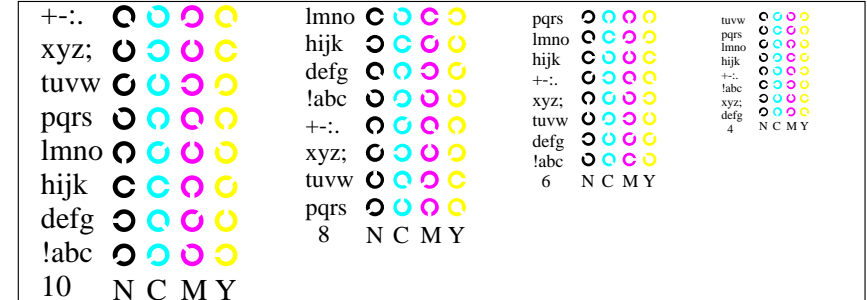 +-:.
xyz;
tuvw
pqrs
lmno
hijk
defg
!abc
10 N C M Y
lmno
hijk
defg
!abc
+-:.
xyz;
tuvw
pqrs
8 N C M Y
pqrs
lmno
hijk
+-:.
xyz;
tuvw
defg
!abc
6 N C M Y
tuvw
pqrs
lmno
hijk
+-:.
!abc
xyz;
defg
4 N C M Y